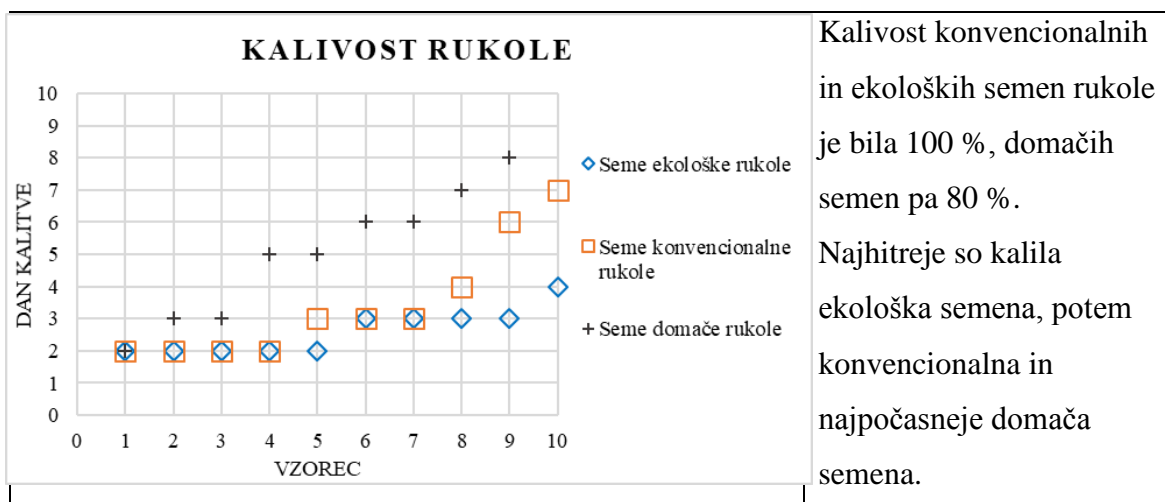 KALIVOST RUKOLE
10
9
8
7
6
5
4
3
2
1
0
DAN KALITVE
0 1 2 3 4 5 6 7 8 9 10
VZOREC
Seme ekološke rukole
Seme konvencionalne
rukole
Seme domače rukole
Kalivost konvencionalnih
in ekoloških semen rukole
je bila 100 %, domačih
semen pa 80 %.
Najhitreje so kalila
ekološka semena, potem
konvencionalna in
najpočasneje domača
semena.